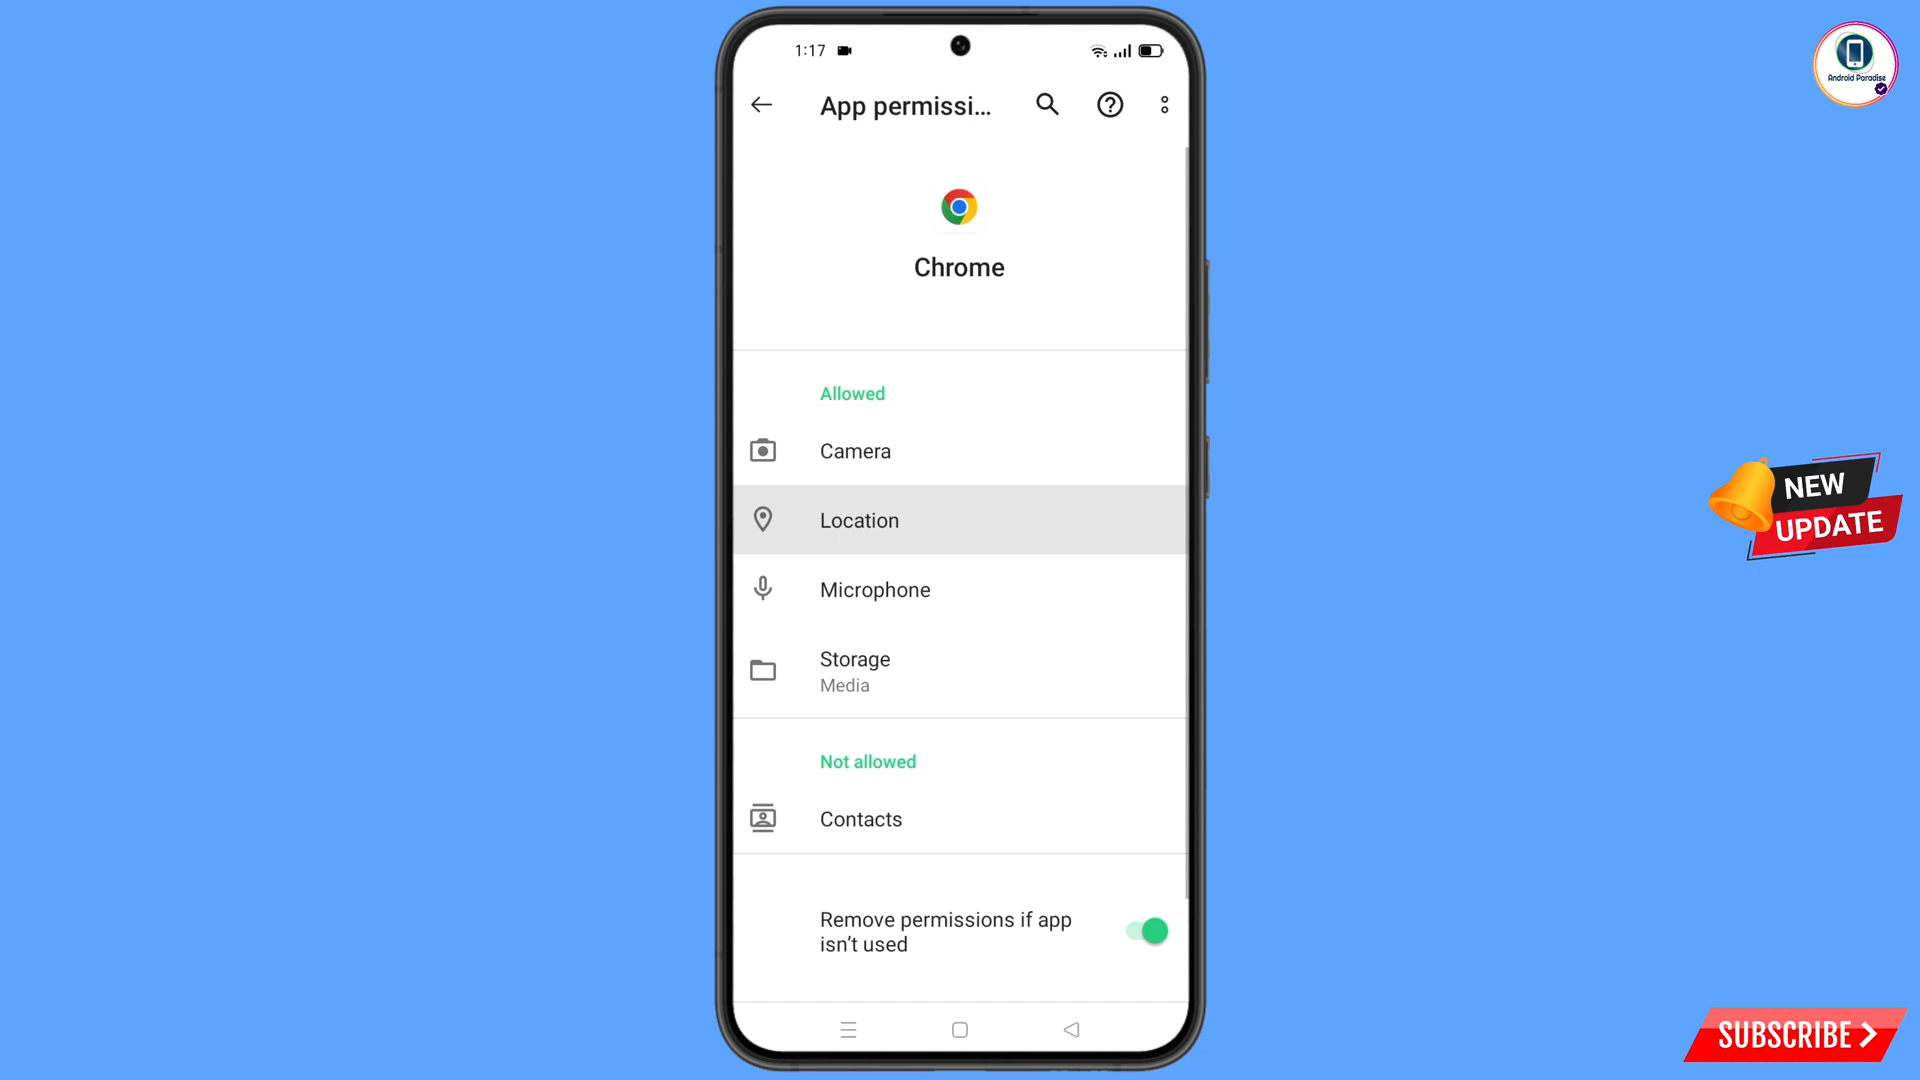 1:17
Android Paradise
App permissi...
Chrome
Allowed
Camera
NEW
Location
UPDATE
Microphone
Storage
Media
Not allowed
Contacts
Remove permissions if app
isn't used
SUBSCRIBE